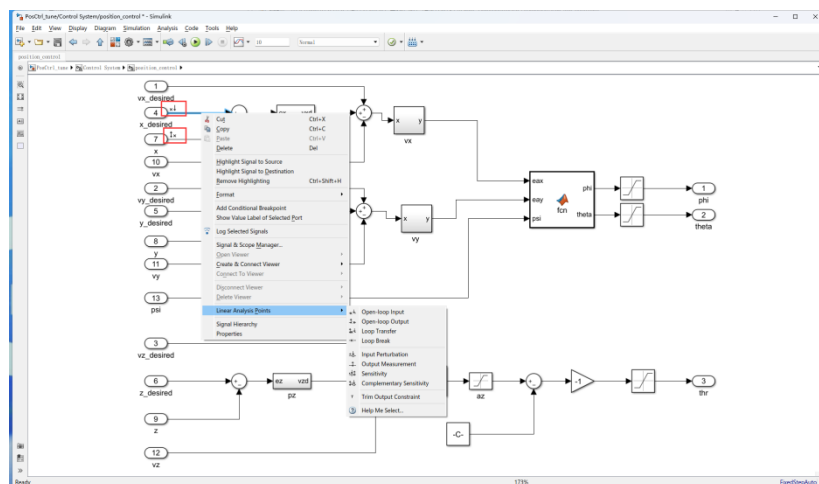 PosCtrl_tune/Control System/position_control * - Simulink
File Edit View Display Diagram Simulation Analysis Code Tools Help
10 Normal
position_control
PosCtrl_tune Control System position_control
1
vx_desired
4
x_desired
7
x
10
vx
2
vy_desired
5
y_desired
8
y
11
vy
13
psi
3
vz_desired
6
z_desired
9
z
12
vz
Cut Ctrl+X
Copy Ctrl+C
Paste Ctrl+V
Delete Del
Highlight Signal to Source
Highlight Signal to Destination
Remove Highlighting Ctrl+Shift+H
Format
Add Conditional Breakpoint
Show Value Label of Selected Port
Log Selected Signals
Signal & Scope Manager...
Open Viewer
Create & Connect Viewer
Connect To Viewer
Disconnect Viewer
Delete Viewer
Linear Analysis Points
Signal Hierarchy
Properties
Open-loop Input
Open-loop Output
Loop Transfer
Loop Break
Input Perturbation
Output Measurement
Sensitivity
Complementary Sensitivity
Trim Output Constraint
Help Me Select...
x y
vx
x y
vy
eax
eay
psi
fcn
phi
theta
1
phi
2
theta
ez vzd
pz
az
-C-
-1
3
thr
Ready 173% FixedStepAuto